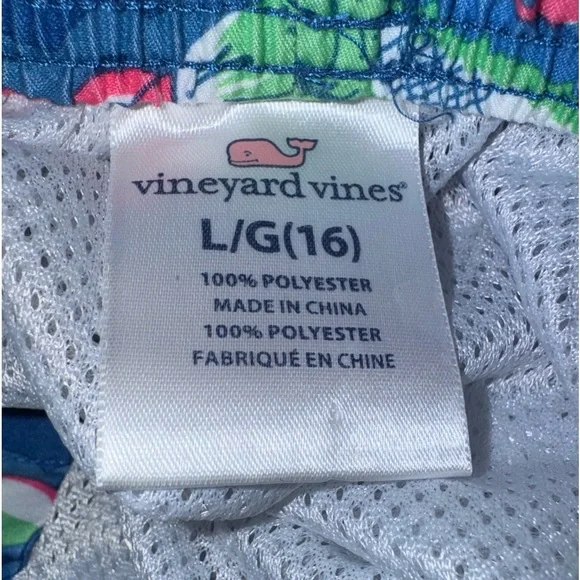 vineyard vines®
L/G(16)
100% POLYESTER
MADE IN CHINA
100% POLYESTER
FABRIQUÉ EN CHINE